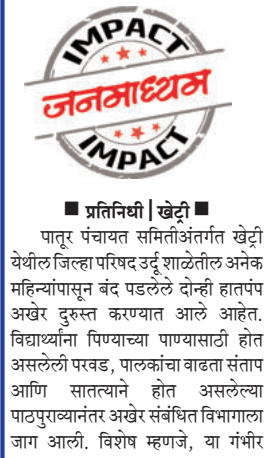 IMPACT
जनमाध्यम
IMPACT
■ प्रतिनिधी | खेट्री ■
पातूर पंचायत समितीअंतर्गत खेट्री
येथील जिल्हा परिषद उर्दू शाळेतील अनेक
महिन्यांपासून बंद पडलेले दोन्ही हातपंप
अखेर दुरुस्त करण्यात आले आहेत.
विद्यार्थ्यांना पिण्याच्या पाण्यासाठी होत
असलेली परवड, पालकांचा वाढता संताप
आणि सातत्याने होत असलेल्या
पाठपुराव्यानंतर अखेर संबंधित विभागाला
जाग आली. विशेष म्हणजे, या गंभीर